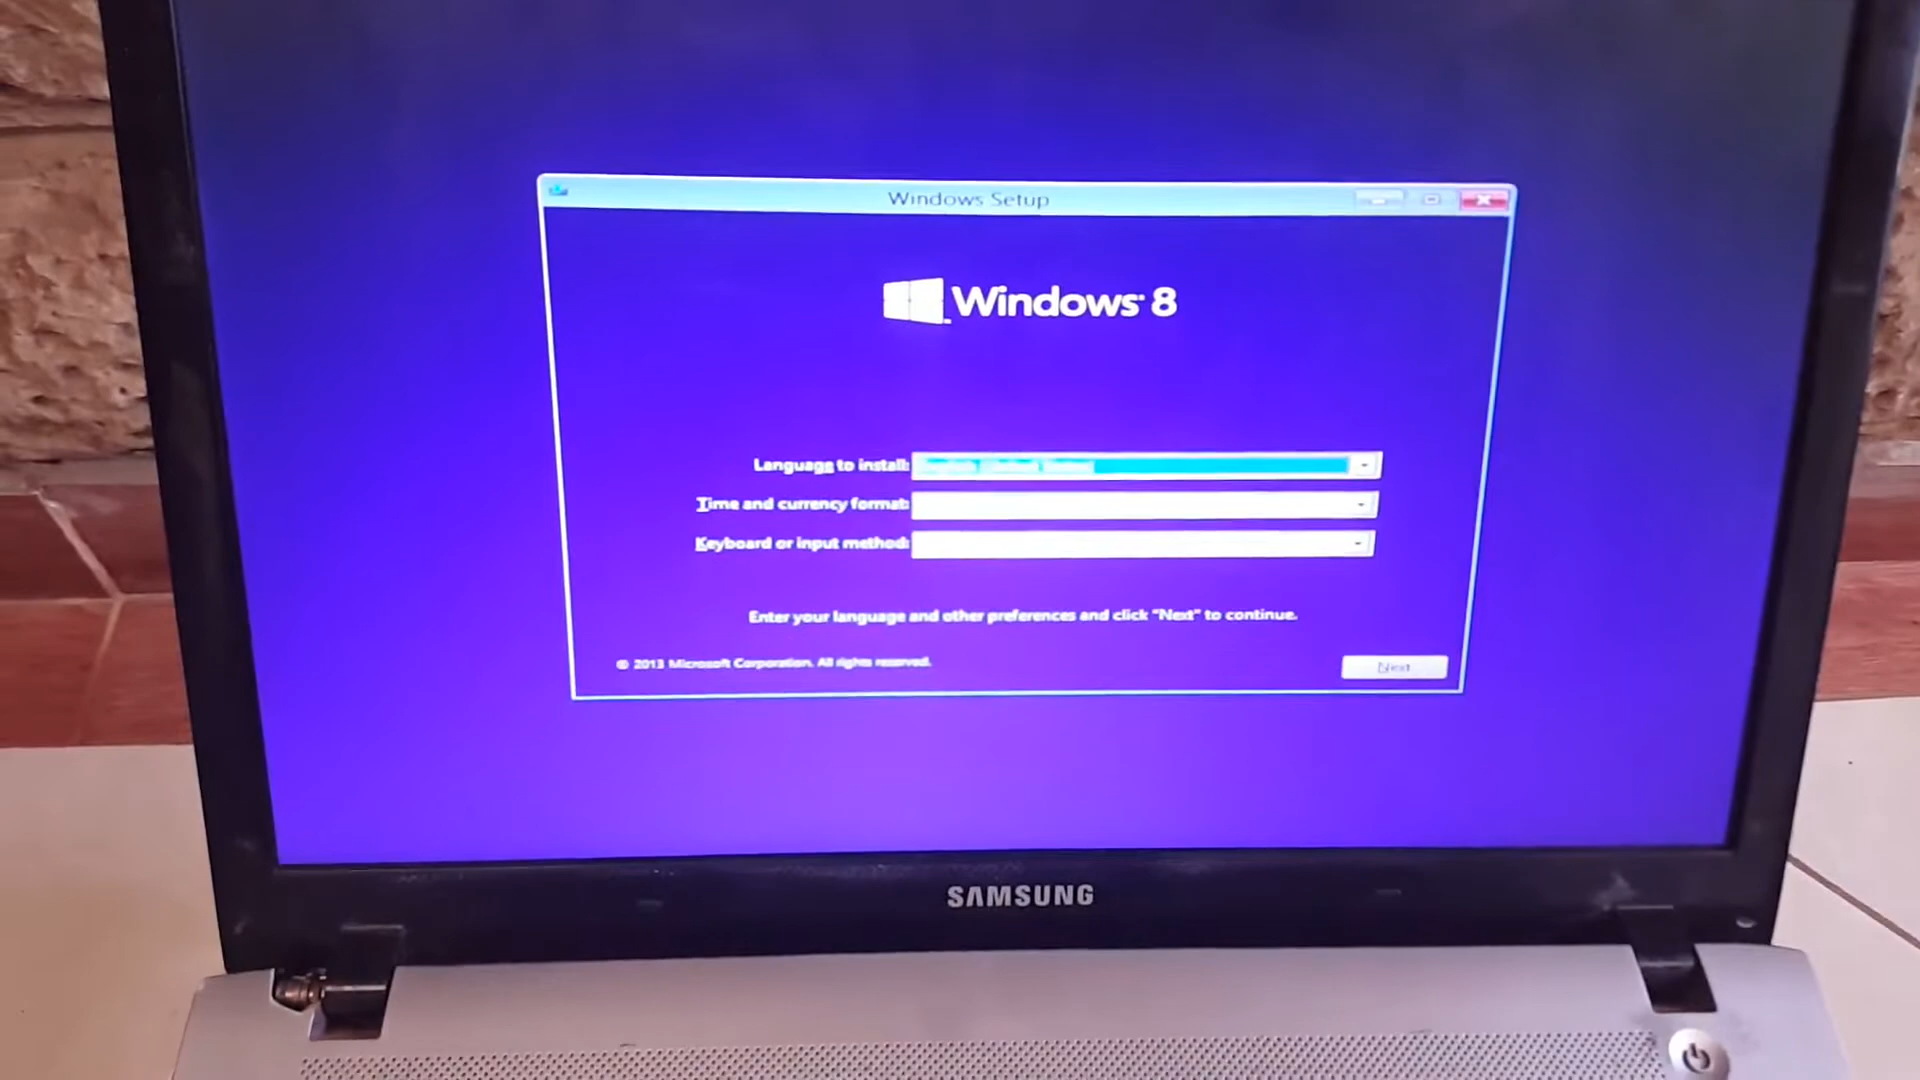 Windows Setup
Windows 8
Language to install:
Time and currency format:
Keyboard or input method:
Enter your language and other preferences and click "Next" to continue.
© 2013 Microsoft Corporation. All rights reserved.
Next
SAMSUNG